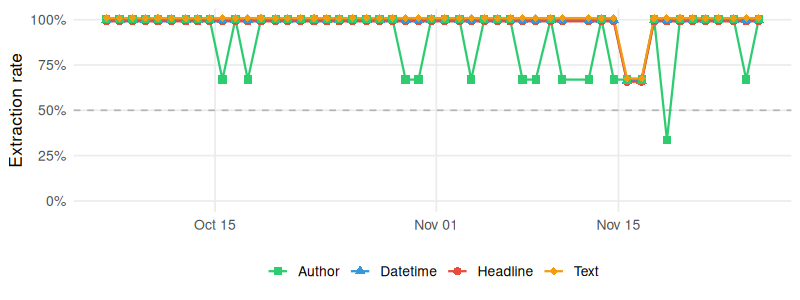 Extraction rate
100%
75%
50%
25%
0%
Oct 15 Nov 01 Nov 15
Author Datetime Headline Text